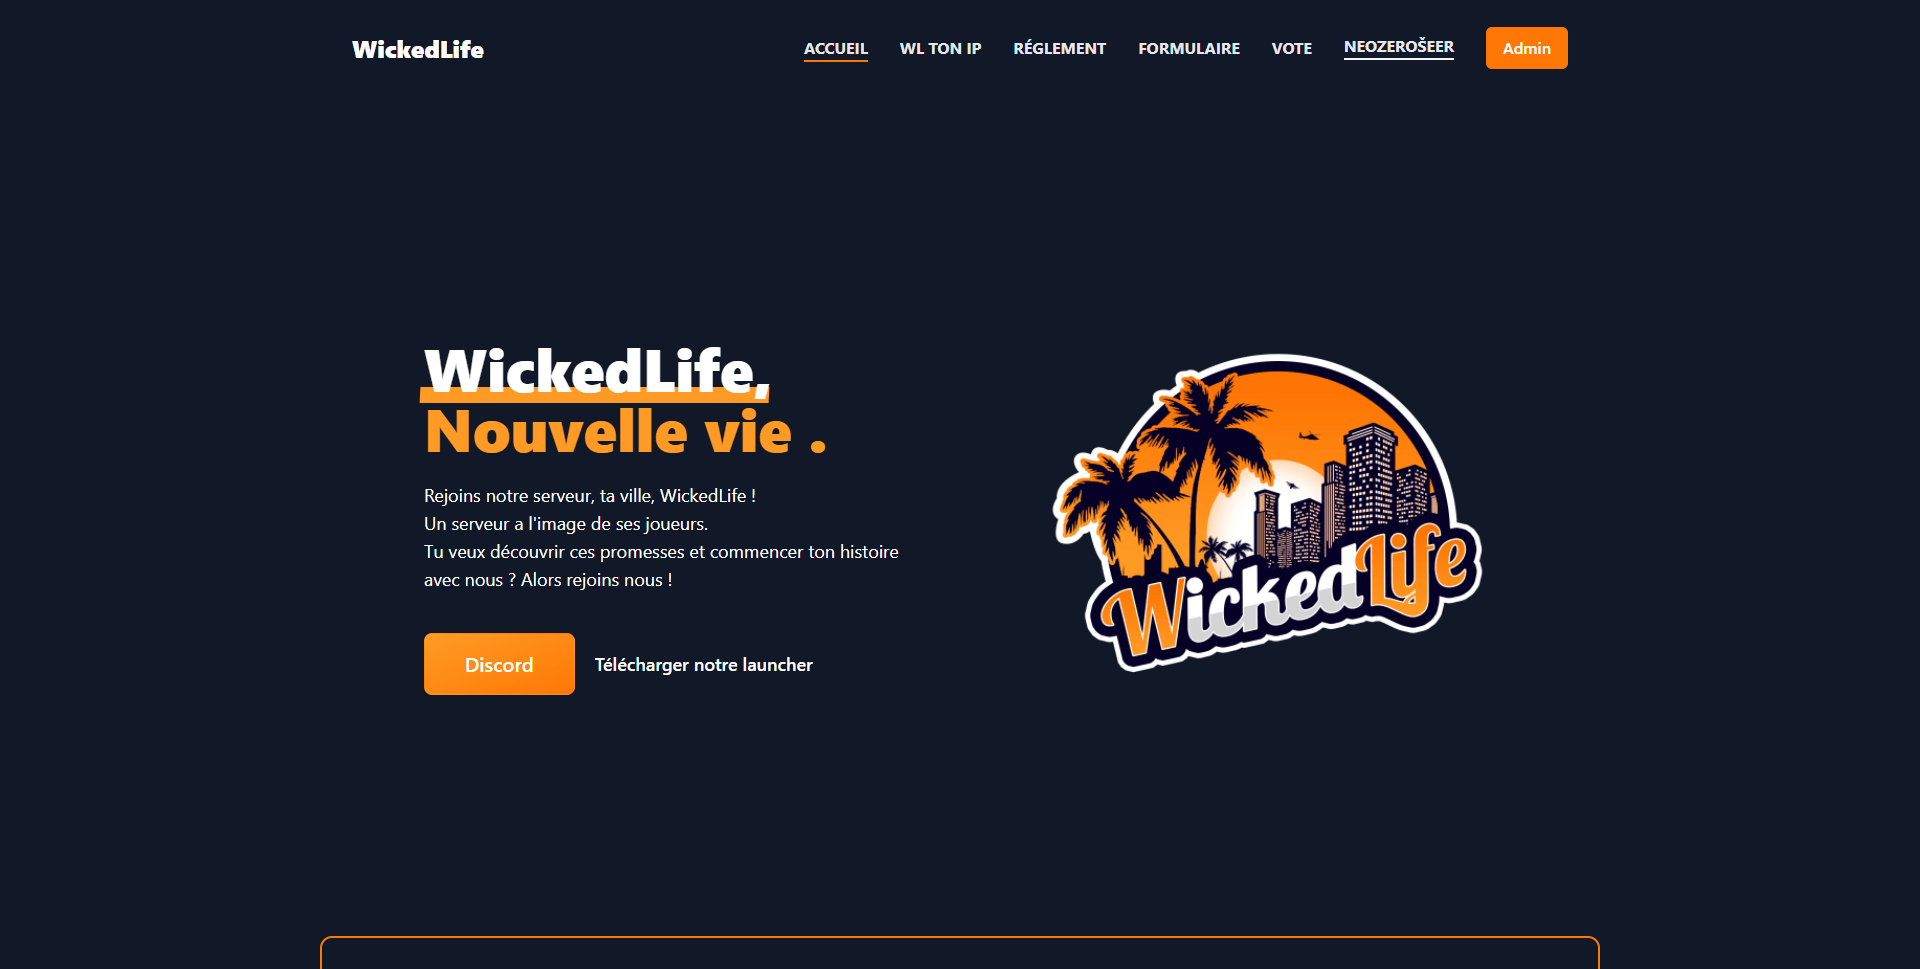 WickedLife
ACCUEIL
WL TON IP
RÉGLEMENT
FORMULAIRE
VOTE
NEOZEROŠEER
Admin
WickedLife,
Nouvelle vie .
Rejoins notre serveur, ta ville, WickedLife !
Un serveur a l'image de ses joueurs.
Tu veux découvrir ces promesses et commencer ton histoire
avec nous ? Alors rejoins nous !
Discord
Télécharger notre launcher
WickedLife